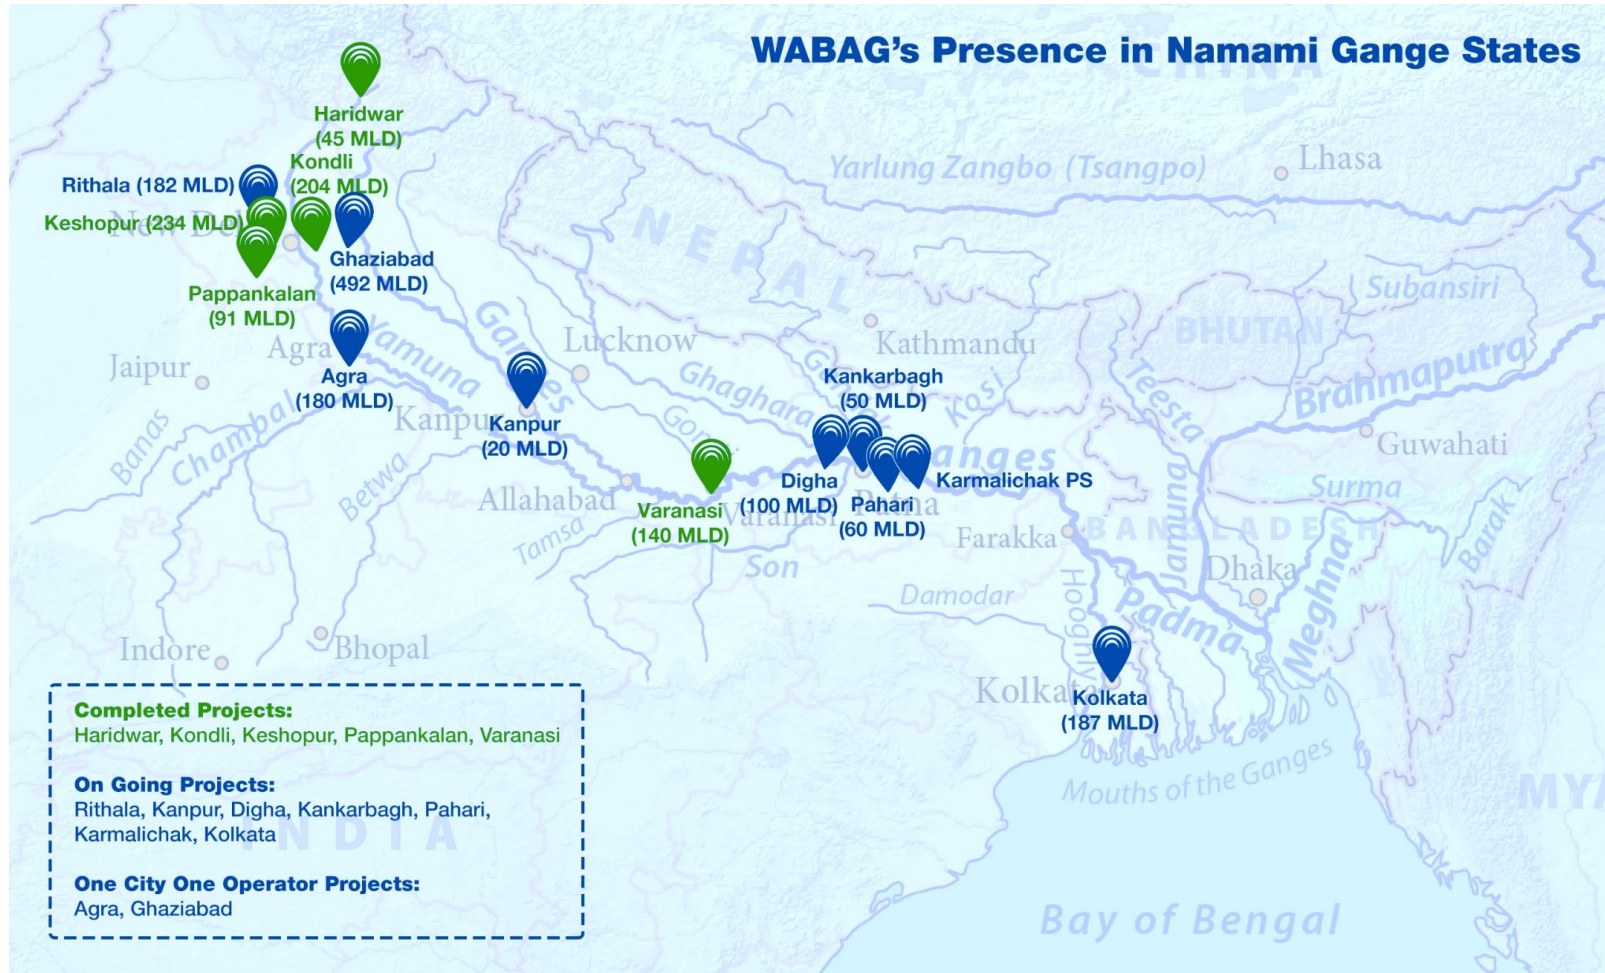 WABAG's Presence in Namami Gange States
CHINA
Haridwar
(45 MLD)
Kondli
(204 MLD)
Rithala (182 MLD)
Keshopur (234 MLD)
New Del
Ghaziabad
(492 MLD)
Pappankalan
(91 MLD)
Yarlung Zangbo (Tsangpo)
Lhasa
NEPAL
Subansiri
BHUTAN
Ganges
Yamuna
Lucknow
Kathmandu
Agra
Agra
(180 MLD)
Jaipur
Ghaghara
Kankarbagh
(50 MLD)
Kosi
Teesta
Brahmaputra
Banas
Chambal
Kanpur
Kanpur
(20 MLD)
Guwahati
Betwa
Ganges
Digha
(100 MLD)
Karmalichak PS
Pahari
(60 MLD)
Patna
Surma
Allahabad
Varanasi
(140 MLD)
Varanasi
Tamsa
Son
Farakka
BANGLADESH
Jamuna
Barak
Dhaka
Meghna
Damodar
Hooghly
Padma
Indore
Bhopal
Kolkata
Kolkata
(187 MLD)
Mouths of the Ganges
MYA
Bay of Bengal
INDIA
Completed Projects:
Haridwar, Kondli, Keshopur, Pappankalan, Varanasi
On Going Projects:
Rithala, Kanpur, Digha, Kankarbagh, Pahari,
Karmalichak, Kolkata
One City One Operator Projects:
Agra, Ghaziabad